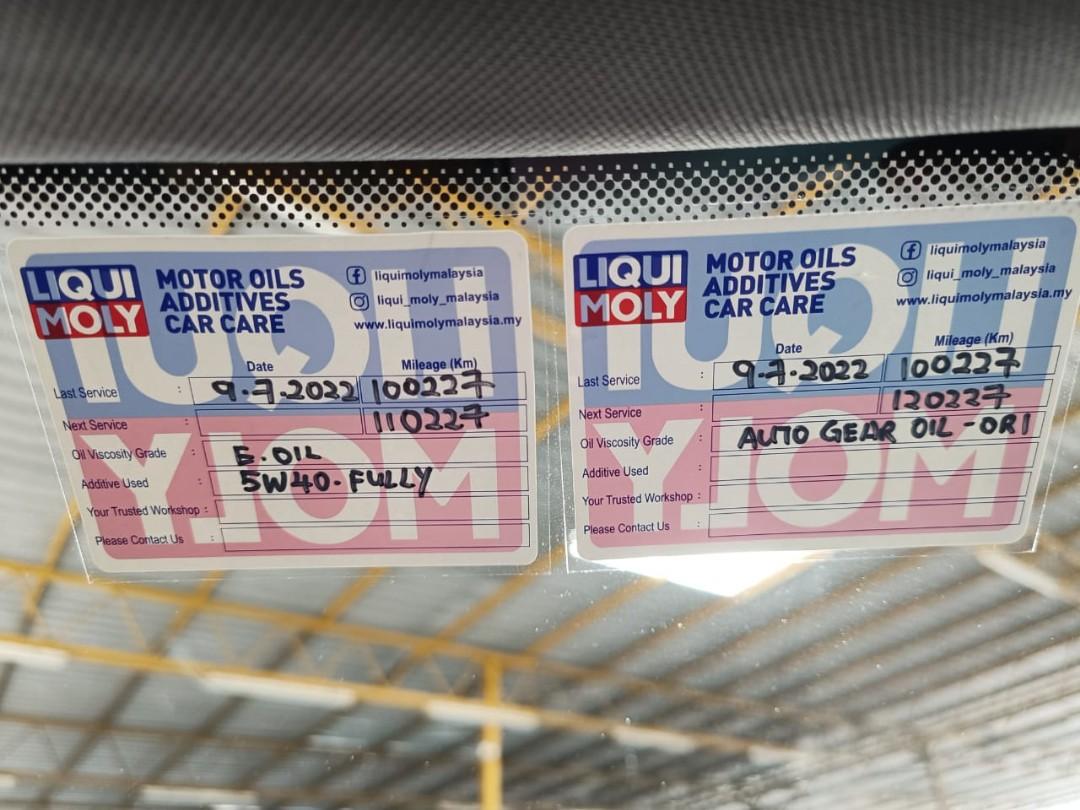 LIQUI
MOLY
MOTOR OILS
ADDITIVES
CAR CARE
liquimolymalaysia
liqui_moly_malaysia
www.liquimolymalaysia.my
Date Mileage (Km)
Last Service : 9.7.2022 100227
Next Service : 110227
Oil Viscosity Grade : E.OIL
Additive Used : 5W40.FULLY
Your Trusted Workshop :
Please Contact Us :
LIQUI
MOLY
MOTOR OILS
ADDITIVES
CAR CARE
liquimolymalaysia
liqui_moly_malaysia
www.liquimolymalaysia.my
Date Mileage (Km)
Last Service : 9.7.2022 100227
Next Service : 120227
Oil Viscosity Grade : AUTO GEAR OIL - ORI
Additive Used :
Your Trusted Workshop :
Please Contact Us :